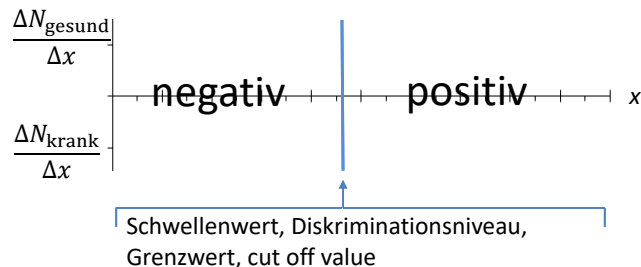 ΔN_gesund/Δx
negativ positiv
x
ΔN_krank/Δx
Schwellenwert, Diskriminationsniveau,
Grenzwert, cut off value